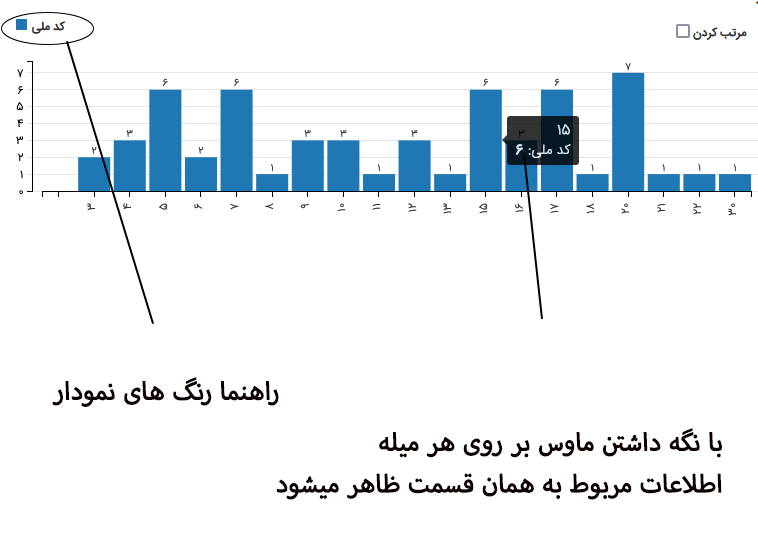 کد ملی
مرتب کردن
۷
۶
۵
۴
۳
۲
۱
۰
۲ ۳ ۶ ۲ ۶ ۱ ۳ ۳ ۱ ۳ ۱ ۶ ۳ ۶ ۱ ۷ ۱ ۱ ۱
۱۵
کد ملی: ۶
۳ ۴ ۵ ۶ ۷ ۸ ۹ ۱۰ ۱۱ ۱۲ ۱۳ ۱۵ ۱۶ ۱۷ ۱۸ ۲۰ ۲۱ ۲۲ ۳۰
راهنما رنگ های نمودار
با نگه داشتن ماوس بر روی هر میله
اطلاعات مربوط به همان قسمت ظاهر میشود